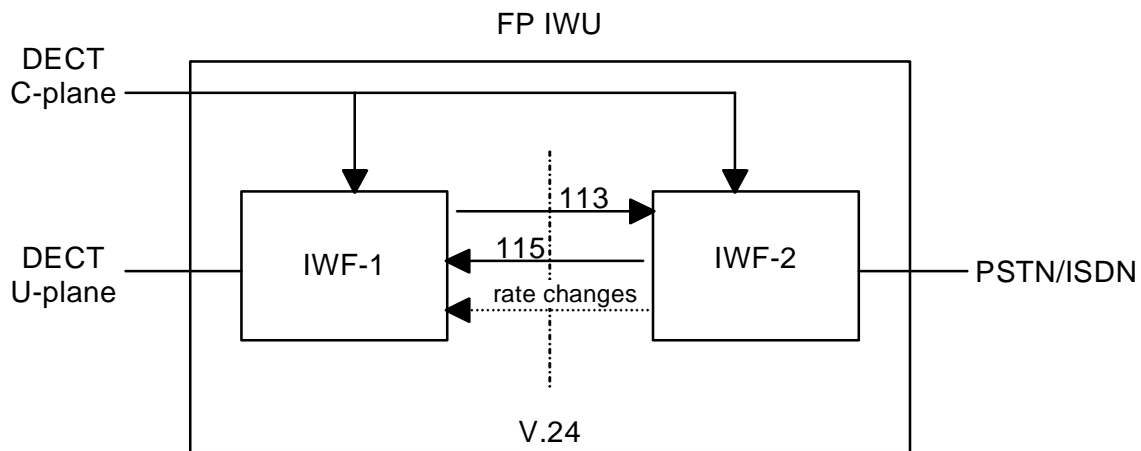 FP IWU
DECT
C-plane
113
115
IWF-1
IWF-2
DECT
U-plane
PSTN/ISDN
rate changes
V.24